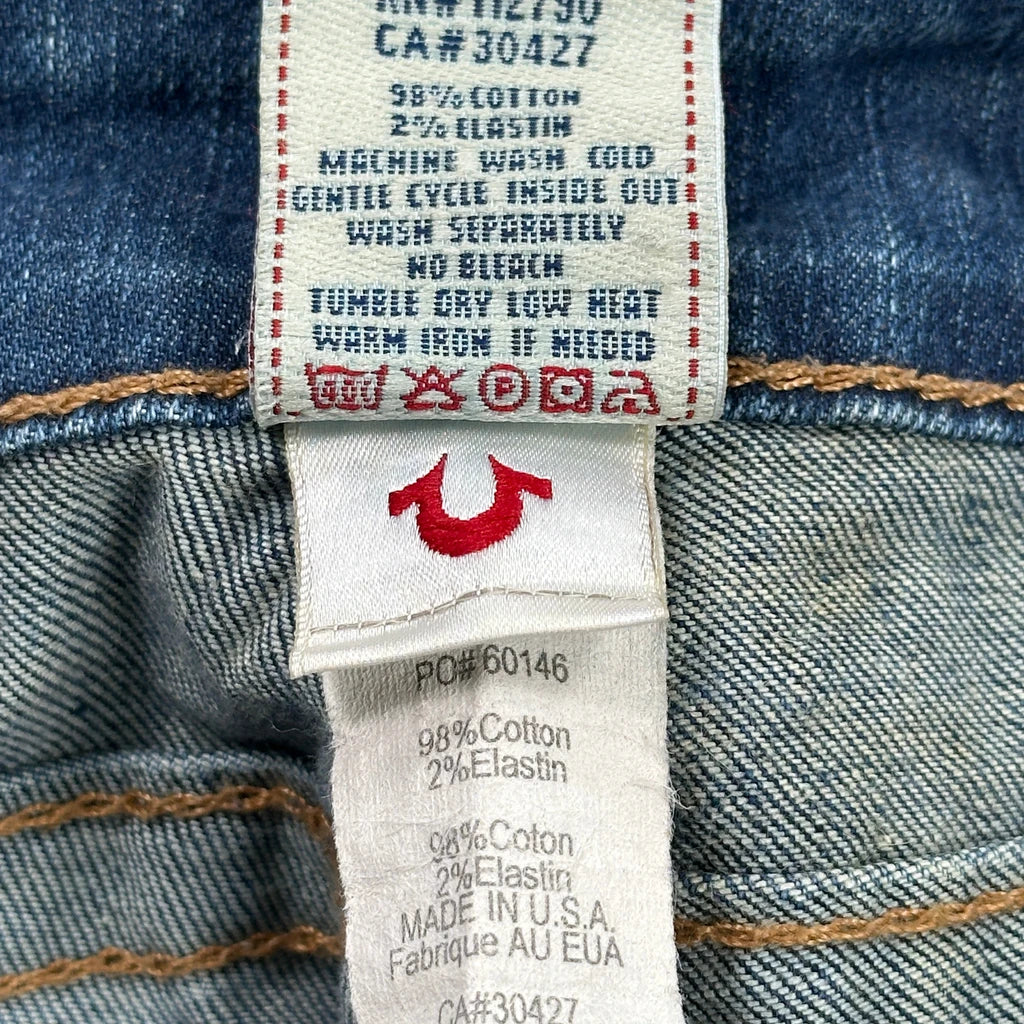 RN#112790
CA#30427
98% COTTON
2% ELASTIN
MACHINE WASH COLD
GENTLE CYCLE INSIDE OUT
WASH SEPARATELY
NO BLEACH
TUMBLE DRY LOW HEAT
WARM IRON IF NEEDED
PO# 60146
98%Cotton
2%Elastin
98%Coton
2%Elastin
MADE IN U.S.A.
Fabrique AU EUA
CA#30427